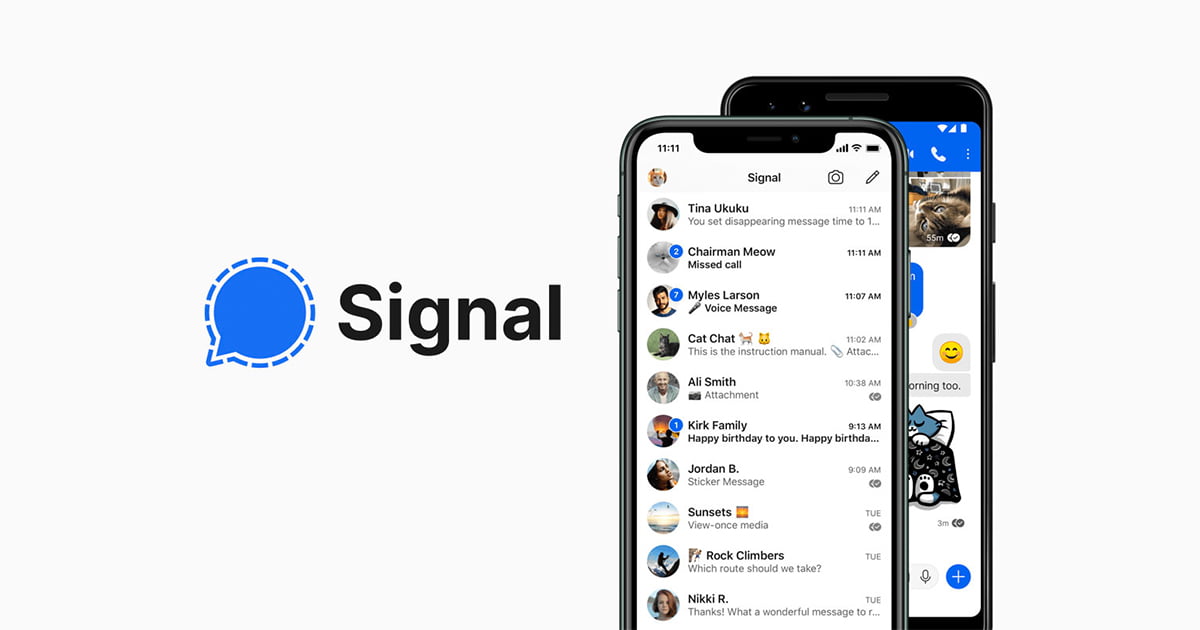 Signal
11:11
Signal
Tina Ukuku
11:11 AM
You set disappearing message time to 1...
2
Chairman Meow
11:11 AM
Missed call
7
Myles Larson
11:07 AM
Voice Message
Cat Chat 🐈 🐱
11:02 AM
This is the instruction manual. 📎 Attac...
Ali Smith
10:38 AM
📷 Attachment
1
Kirk Family
9:13 AM
Happy birthday to you. Happy birthda...
Jordan B.
9:09 AM
Sticker Message
Sunsets 🌅
TUE
View-once media
🧗 Rock Climbers
TUE
Which route should we take?
Nikki R.
TUE
Thanks! What a wonderful message to r...
55m
n
orning too.
3m